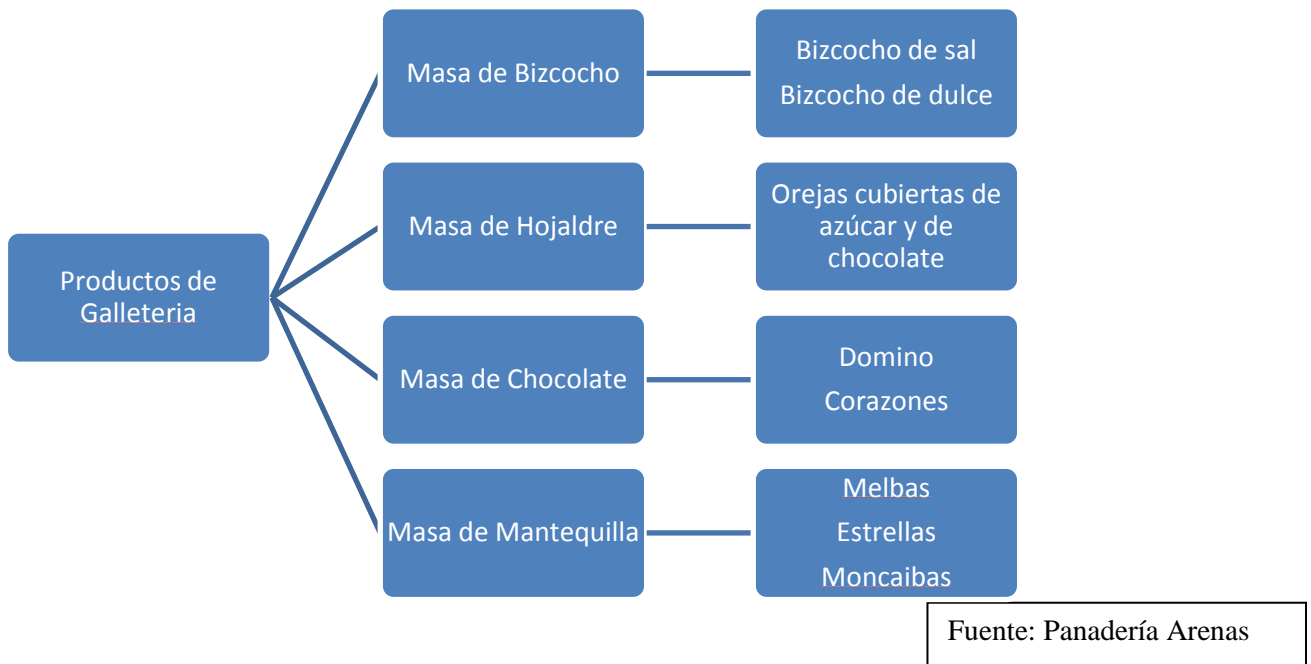 Productos de
Galleteria
Masa de Bizcocho
Bizcocho de sal
Bizcocho de dulce
Masa de Hojaldre
Orejas cubiertas de
azúcar y de
chocolate
Masa de Chocolate
Domino
Corazones
Masa de Mantequilla
Melbas
Estrellas
Moncaibas
Fuente: Panadería Arenas